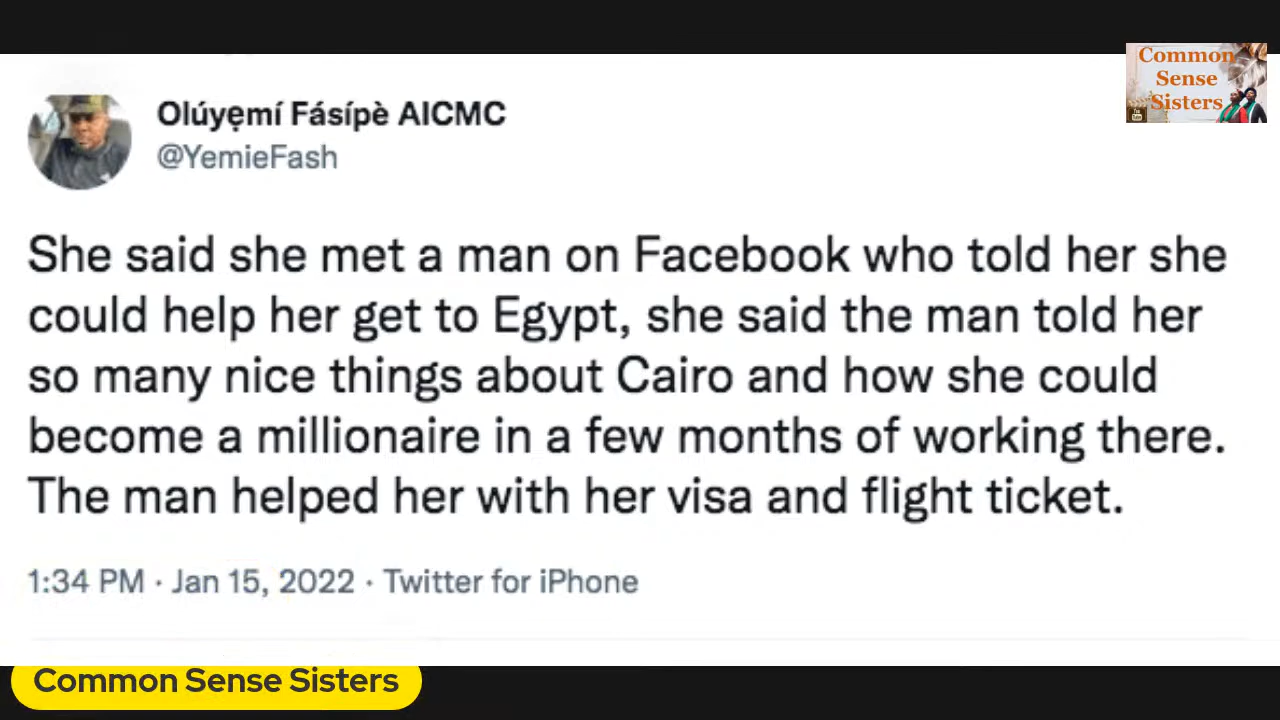 Common
Sense
Sisters
Olúyẹmí Fásípè AICMC
@YemieFash
She said she met a man on Facebook who told her she
could help her get to Egypt, she said the man told her
so many nice things about Cairo and how she could
become a millionaire in a few months of working there.
The man helped her with her visa and flight ticket.
1:34 PM · Jan 15, 2022 · Twitter for iPhone
Common Sense Sisters